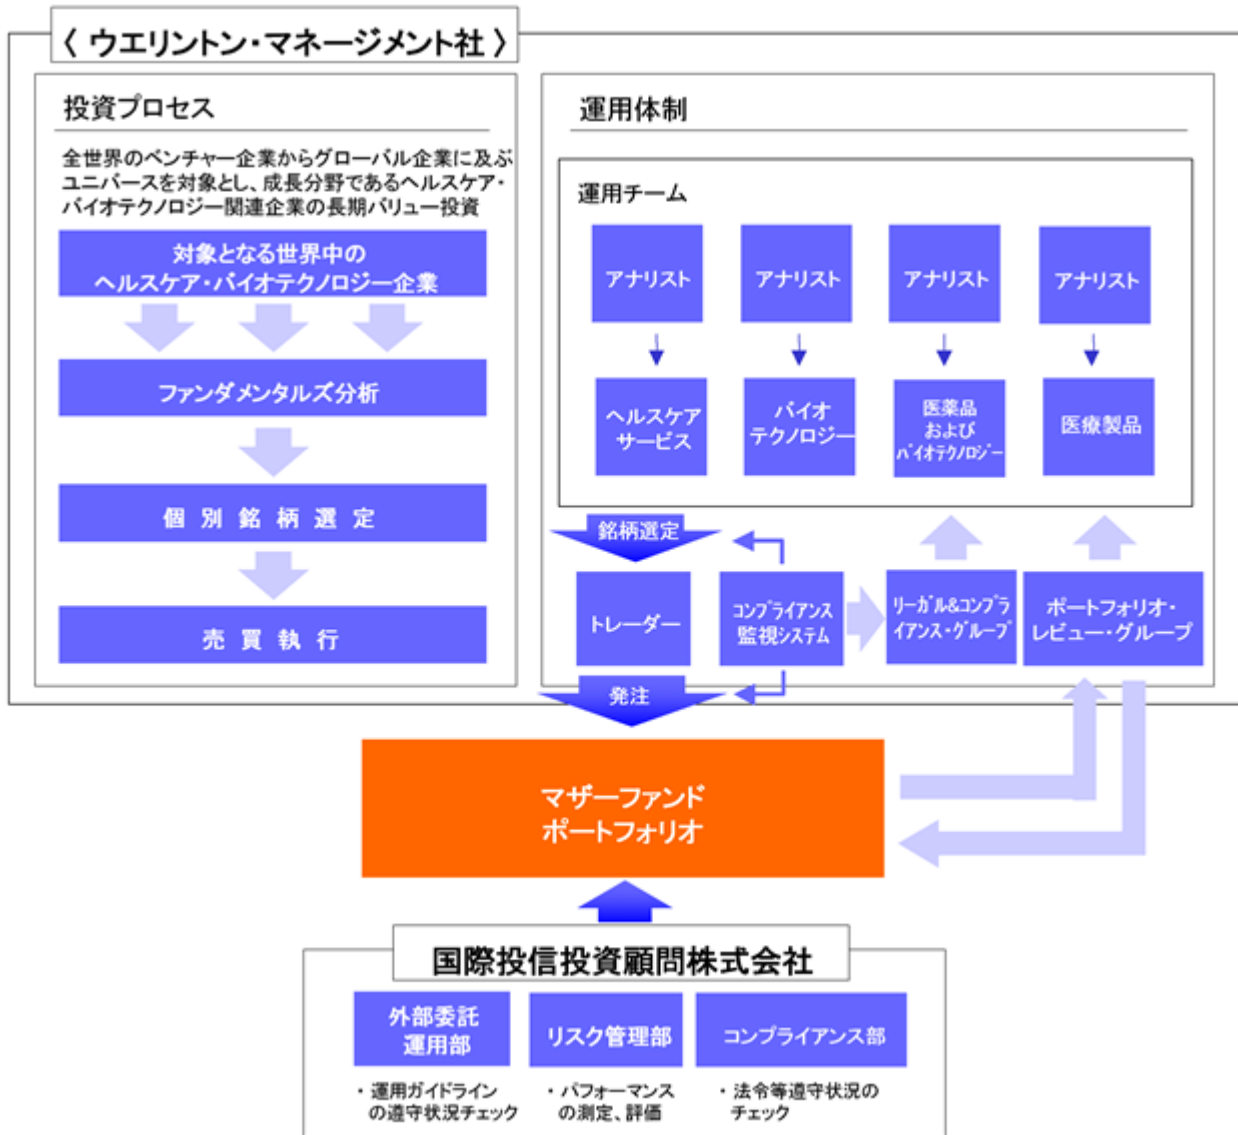 〈 ウエリントン・マネージメント社 〉
投資プロセス
全世界のベンチャー企業からグローバル企業に及ぶ
ユニバースを対象とし、成長分野であるヘルスケア・
バイオテクノロジー関連企業の長期バリュー投資
対象となる世界中の
ヘルスケア・バイオテクノロジー企業
ファンダメンタルズ分析
個 別 銘 柄 選 定
売 買 執 行
運用体制
運用チーム
アナリスト
アナリスト
アナリスト
アナリスト
ヘルスケア
サービス
バイオ
テクノロジー
医薬品
および
バイオテクノロジー
医療製品
銘柄選定
トレーダー
コンプライアンス
監視システム
リーガル&コンプラ
イアンス・グループ
ポートフォリオ・
レビュー・グループ
発注
マザーファンド
ポートフォリオ
国際投信投資顧問株式会社
外部委託
運用部
・ 運用ガイドライン
の遵守状況チェック
リスク管理部
・ パフォーマンス
の測定、評価
コンプライアンス部
・ 法令等遵守状況の
チェック